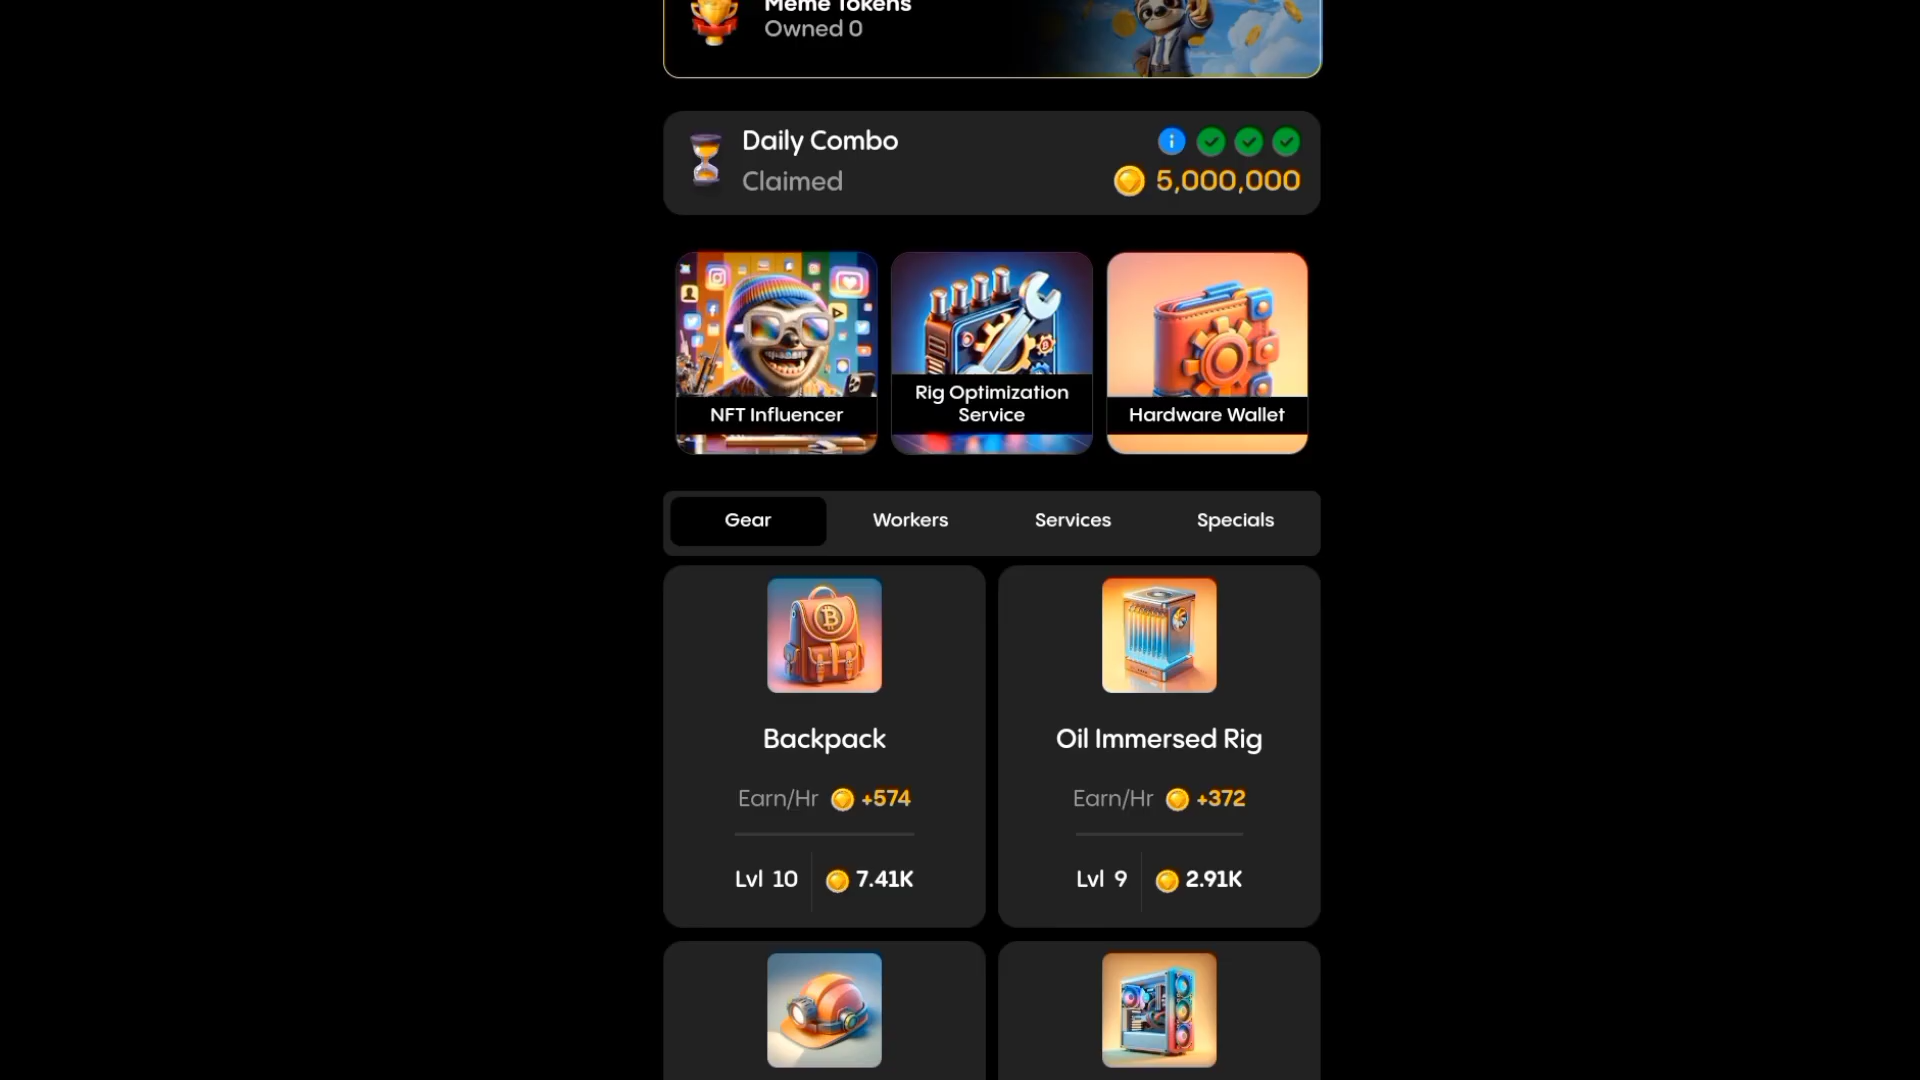 Meme Tokens
Owned 0
Daily Combo
Claimed
5,000,000
NFT Influencer
Rig Optimization
Service
Hardware Wallet
Gear
Workers
Services
Specials
Backpack
Earn/Hr +574
Lvl 10
7.41K
Oil Immersed Rig
Earn/Hr +372
Lvl 9
2.91K